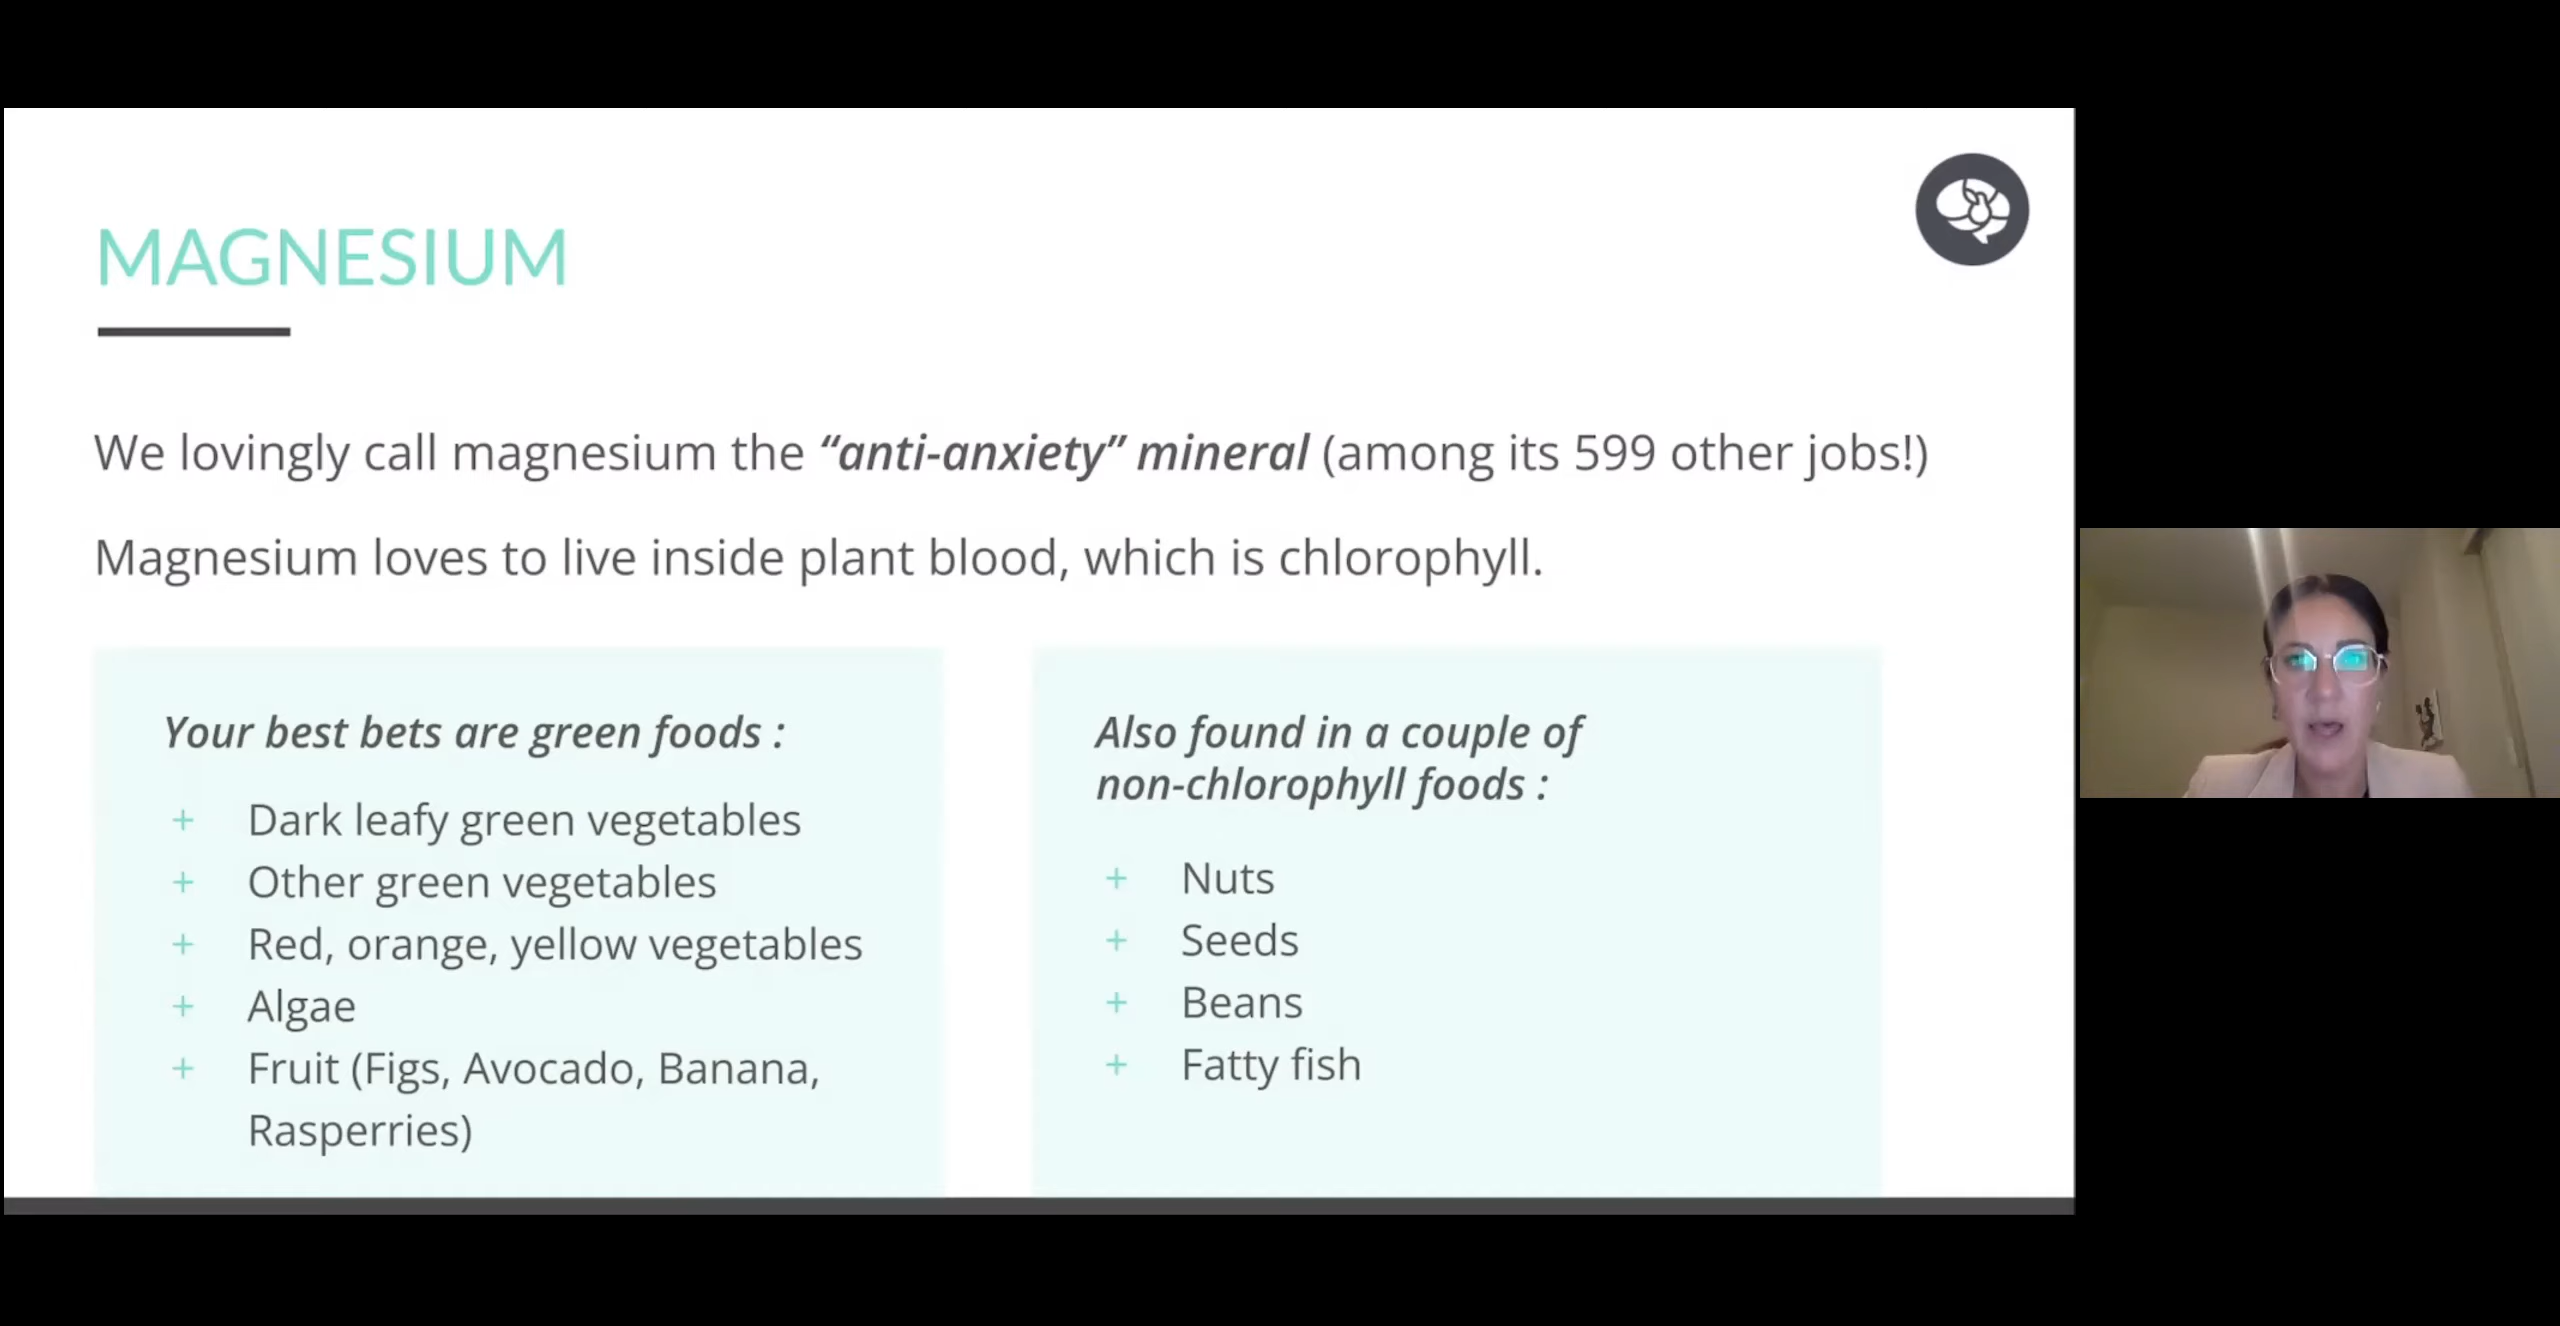 MAGNESIUM
We lovingly call magnesium the “anti-anxiety” mineral (among its 599 other jobs!)
Magnesium loves to live inside plant blood, which is chlorophyll.
Your best bets are green foods :
+ Dark leafy green vegetables
+ Other green vegetables
+ Red, orange, yellow vegetables
+ Algae
+ Fruit (Figs, Avocado, Banana,
Rasperries)
Also found in a couple of
non-chlorophyll foods :
+ Nuts
+ Seeds
+ Beans
+ Fatty fish